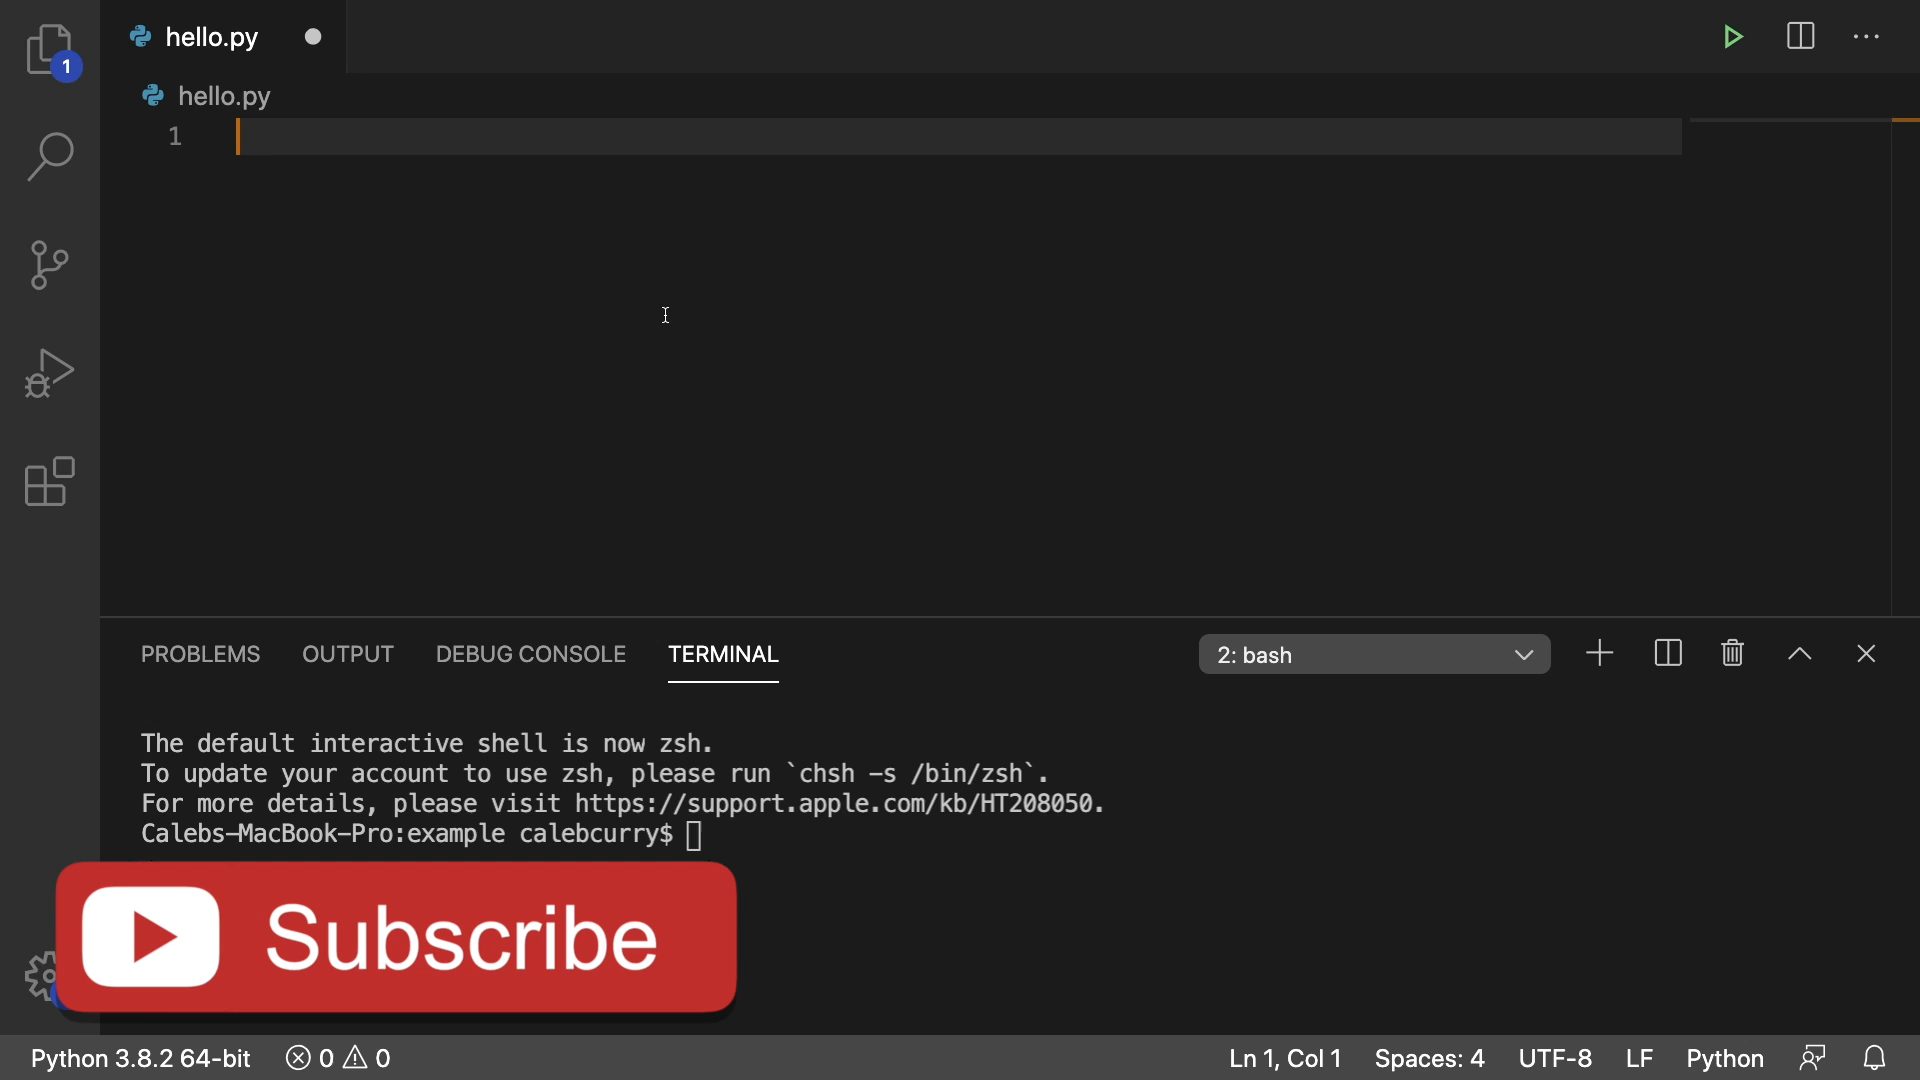 hello.py
1
hello.py
1
PROBLEMS OUTPUT DEBUG CONSOLE TERMINAL 2: bash
The default interactive shell is now zsh.
To update your account to use zsh, please run `chsh -s /bin/zsh`.
For more details, please visit https://support.apple.com/kb/HT208050.
Calebs-MacBook-Pro:example calebcurry$
Subscribe
Python 3.8.2 64-bit 0 0 Ln 1, Col 1 Spaces: 4 UTF-8 LF Python